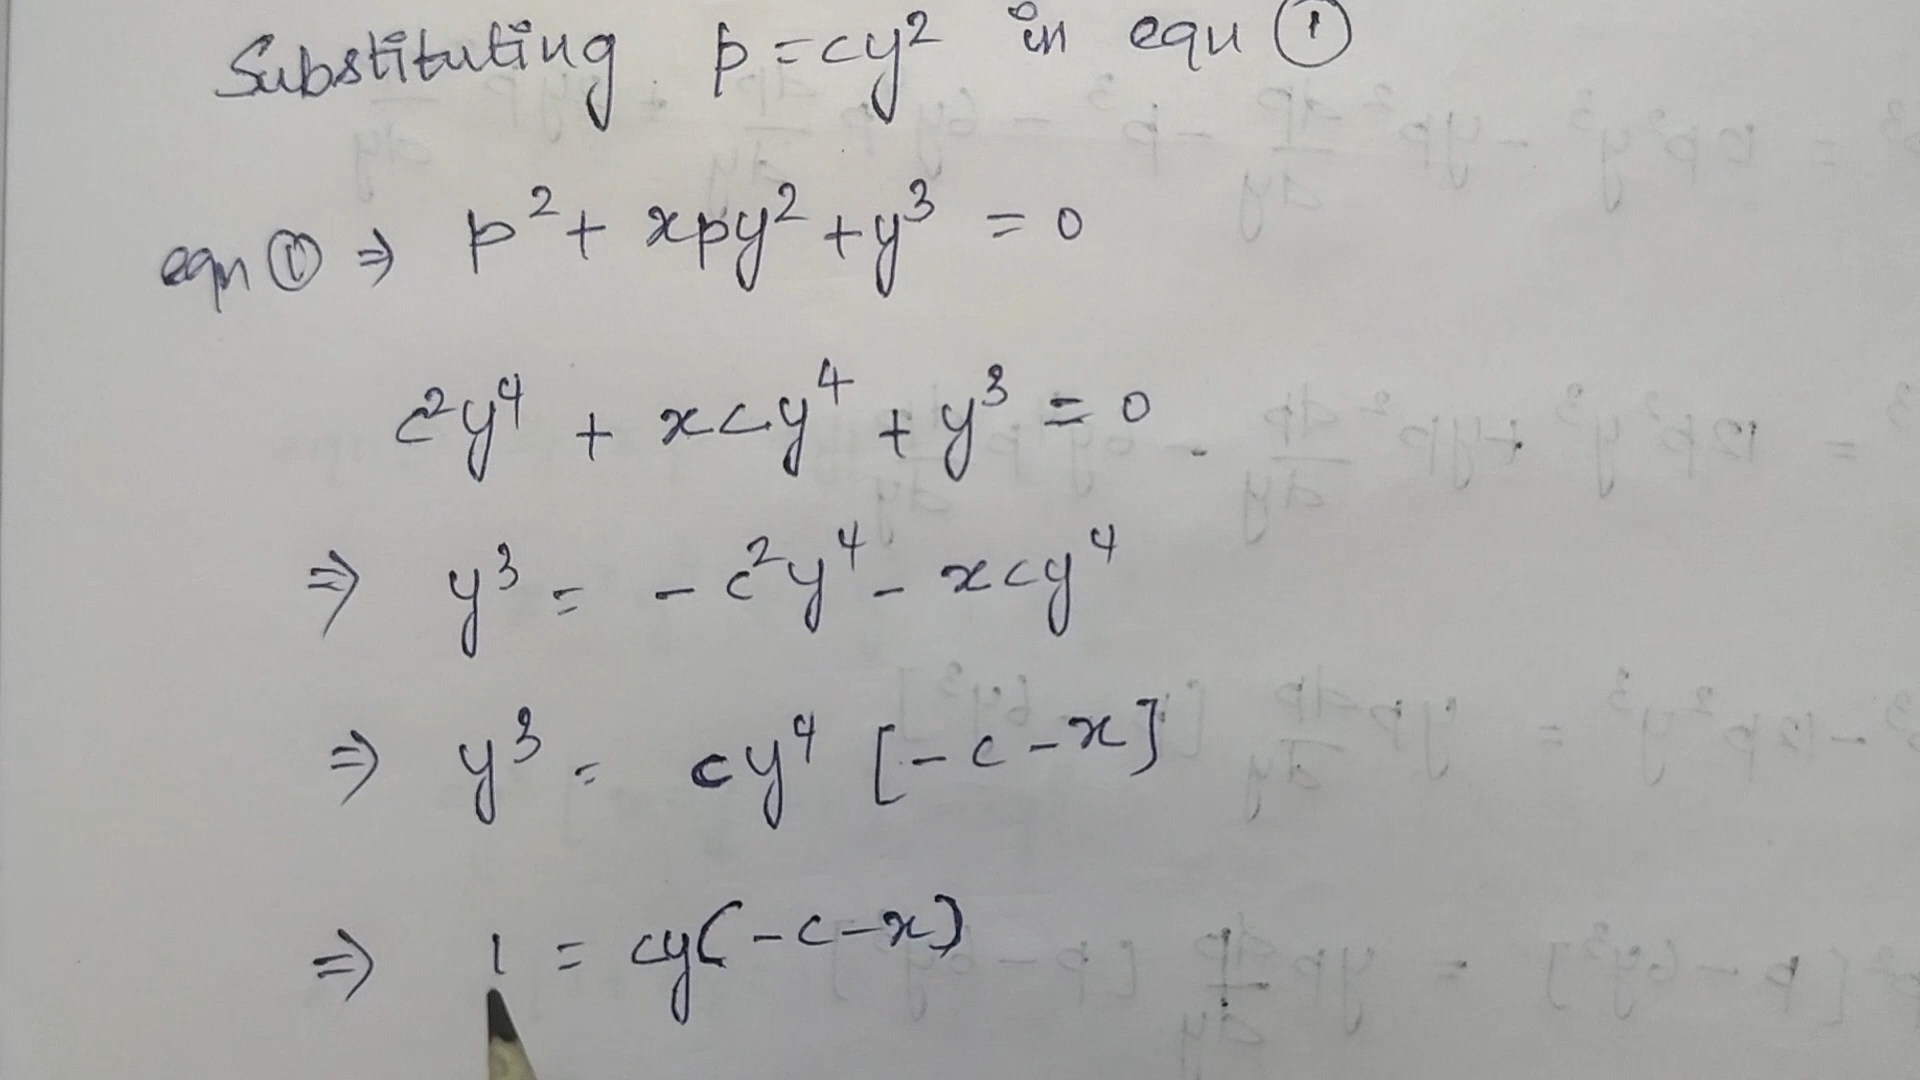 Substituting p = cy² in equ ①
eqn ① ⇒ p² + xpy² + y³ = 0
c²y⁴ + xcy⁴ + y³ = 0
⇒ y³ = - c²y⁴ - xcy⁴
⇒ y³ = cy⁴ [-c-x]
⇒ 1 = cy(-c-x)